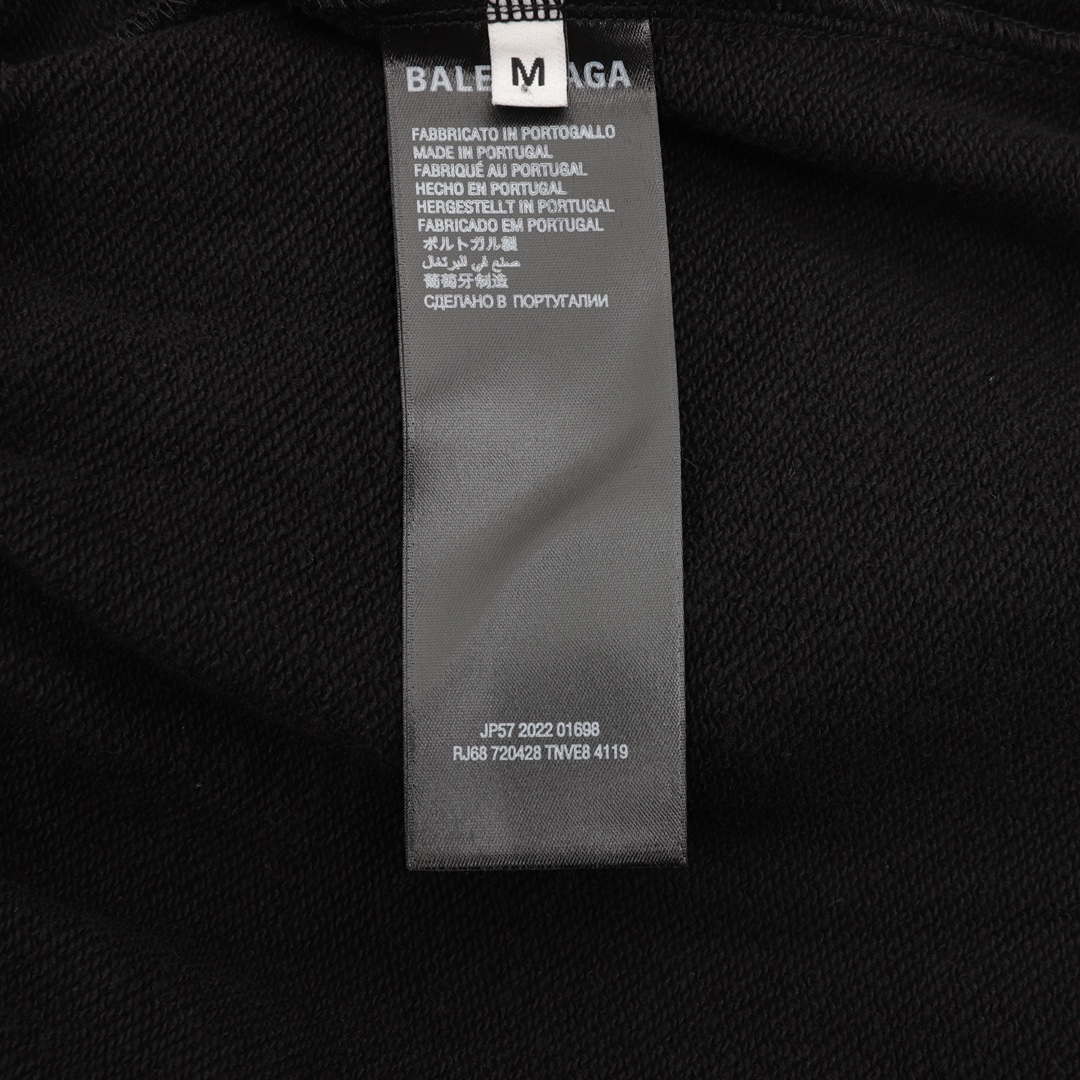 M
BALE AGA
FABBRICATO IN PORTOGALLO
MADE IN PORTUGAL
FABRIQUÉ AU PORTUGAL
HECHO EN PORTUGAL
HERGESTELLT IN PORTUGAL
FABRICADO EM PORTUGAL
ポルトガル製
صنع في البرتغال
葡萄牙制造
СДЕЛАНО В ПОРТУГАЛИИ
JP57 2022 01698
RJ68 720428 TNVE8 4119